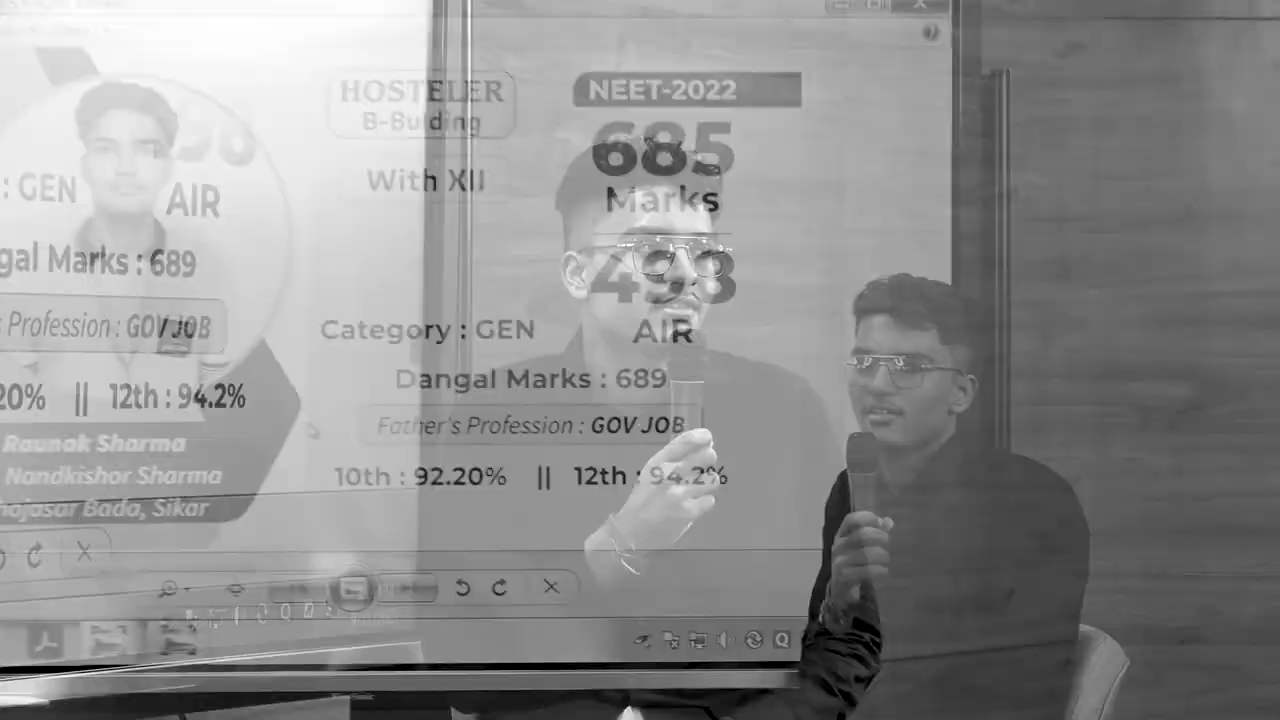 HOSTELER
B-Building
With XII
NEET-2022
685
Marks
AIR
Category : GEN
Dangal Marks : 689
Father's Profession : GOV JOB
10th : 92.20% || 12th : 94.2%
: GEN
AIR
gal Marks : 689
s Profession : GOV JOB
20% || 12th : 94.2%
Raunak Sharma
Nandkishor Sharma
Sikar